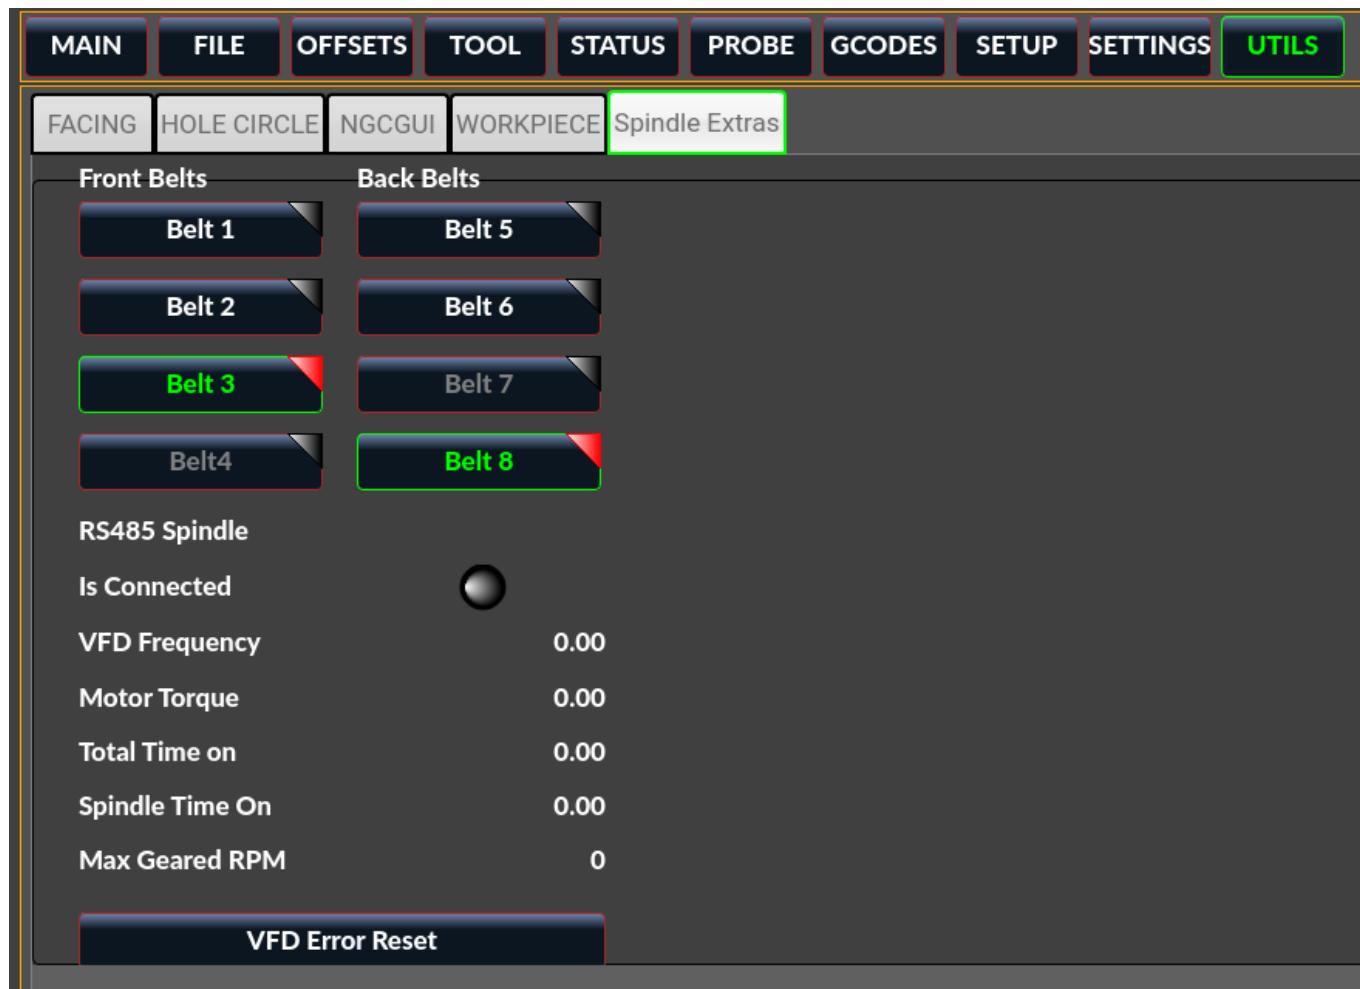 MAIN FILE OFFSETS TOOL STATUS PROBE GCODES SETUP SETTINGS UTILS
FACING HOLE CIRCLE NGCGUI WORKPIECE Spindle Extras
Front Belts Back Belts
Belt 1 Belt 5
Belt 2 Belt 6
Belt 3 Belt 7
Belt4 Belt 8
RS485 Spindle
Is Connected
VFD Frequency 0.00
Motor Torque 0.00
Total Time on 0.00
Spindle Time On 0.00
Max Geared RPM 0
VFD Error Reset